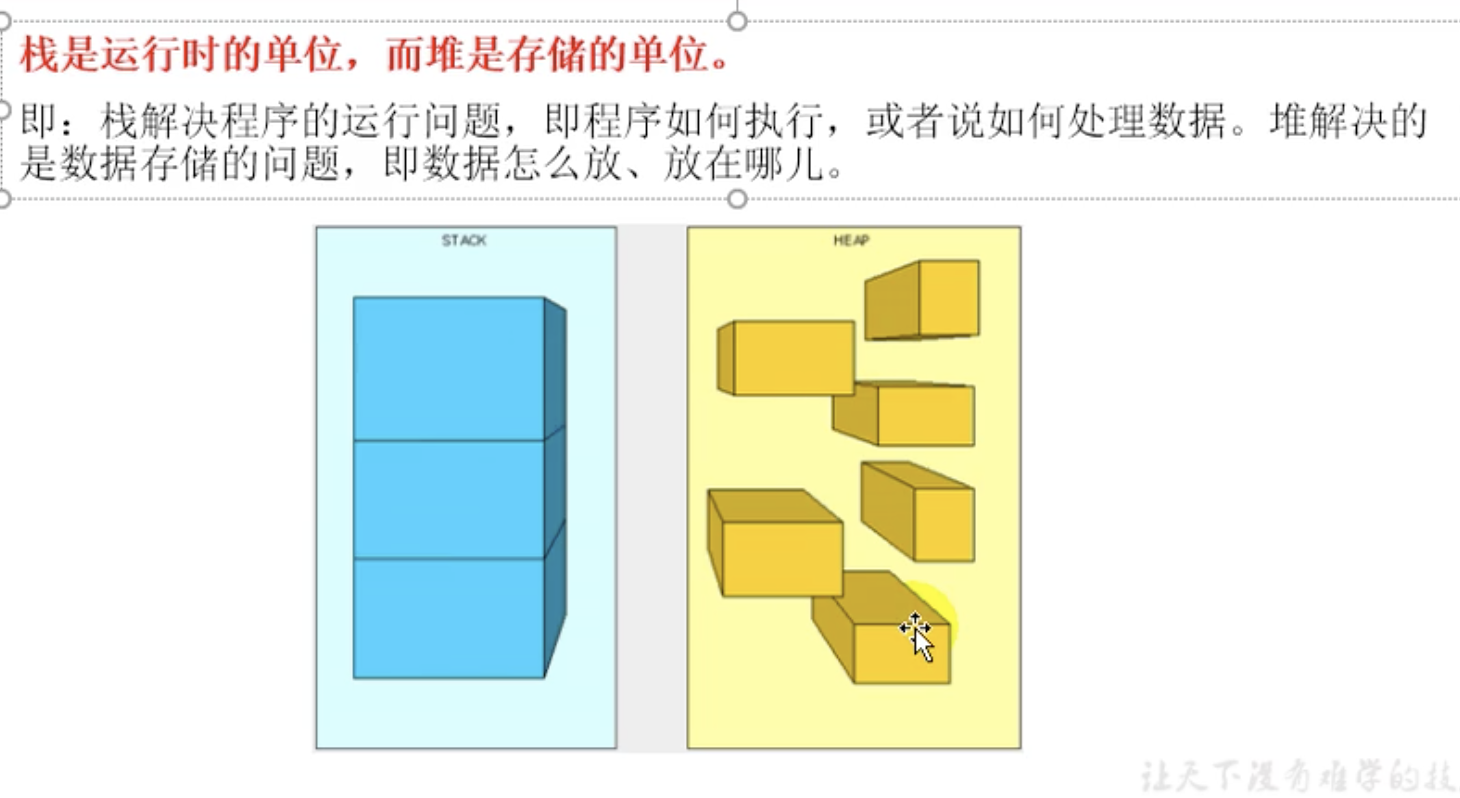 栈是运行时的单位，而堆是存储的单位。
即：栈解决程序的运行问题，即程序如何执行，或者说如何处理数据。堆解决的
是数据存储的问题，即数据怎么放、放在哪儿。
STACK
HEAP
让天下没有难学的技